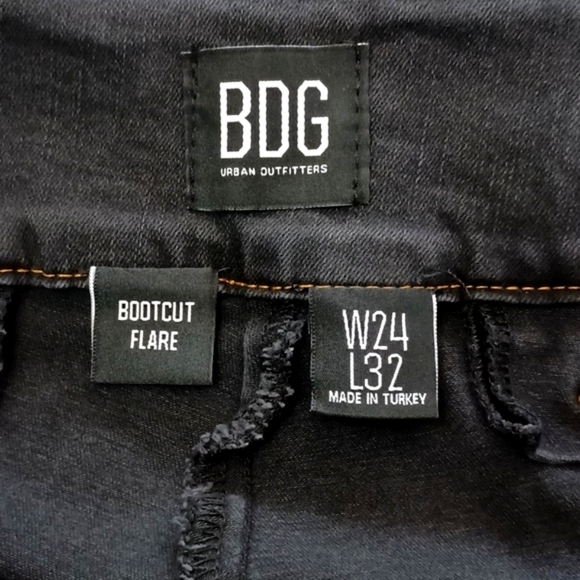 BDG
URBAN OUTFITTERS
BOOTCUT
FLARE
W24
L32
MADE IN TURKEY